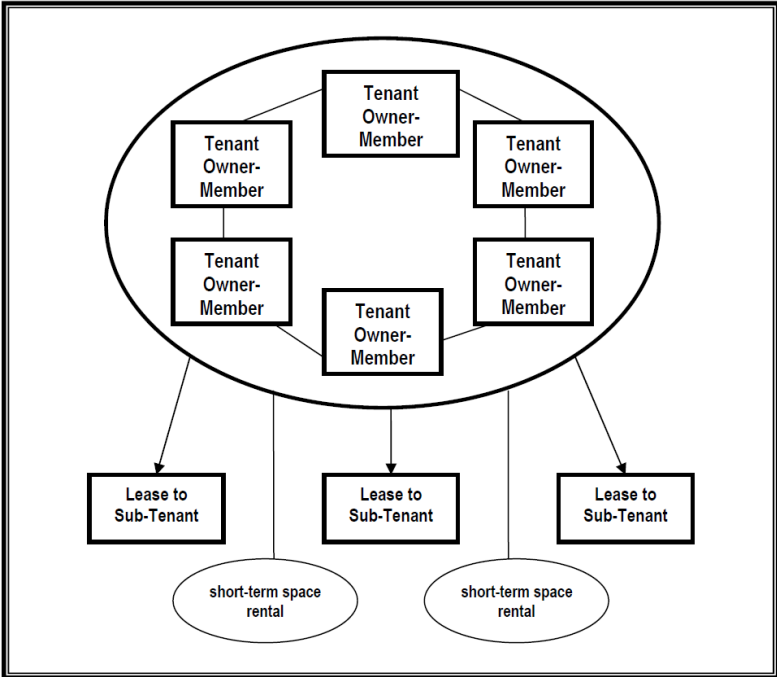 Tenant
Owner-
Member
Tenant
Owner-
Member
Tenant
Owner-
Member
Tenant
Owner-
Member
Tenant
Owner-
Member
Tenant
Owner-
Member
Lease to
Sub-Tenant
Lease to
Sub-Tenant
Lease to
Sub-Tenant
short-term space
rental
short-term space
rental